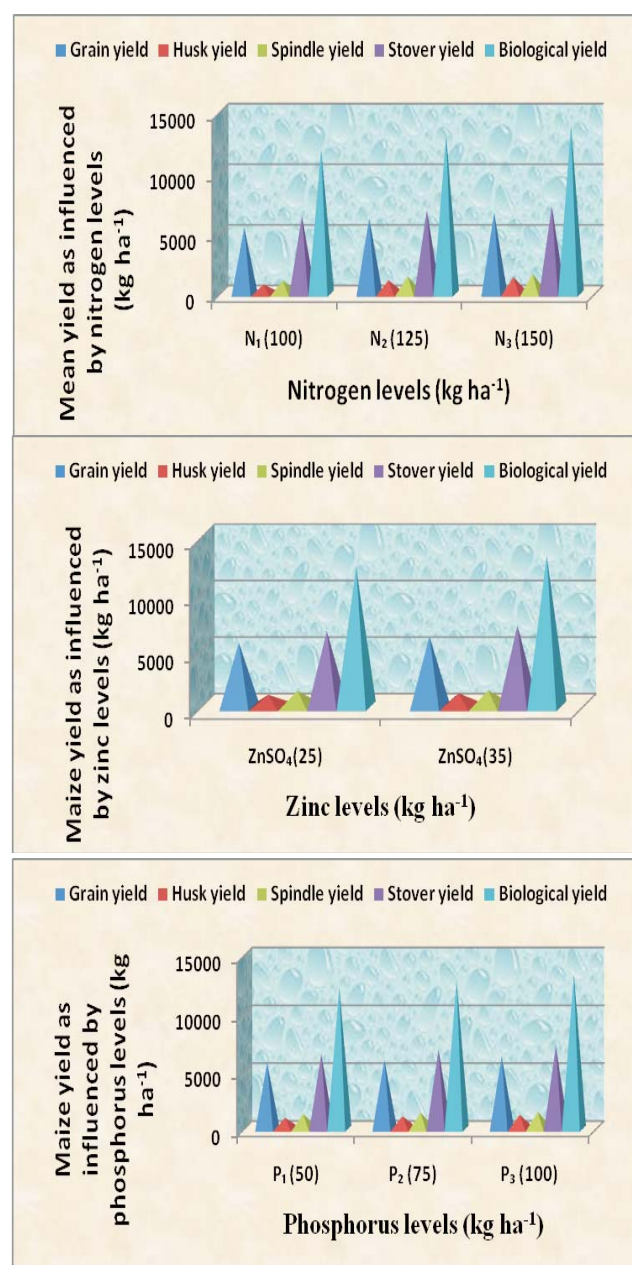 Grain yield Husk yield Spindle yield Stover yield Biological yield
Mean yield as influenced
by nitrogen levels
(kg ha⁻¹)
15000
10000
5000
0
N₁ (100) N₂ (125) N₃ (150)
Nitrogen levels (kg ha⁻¹)
Grain yield Husk yield Spindle yield Stover yield Biological yield
Maize yield as influenced
by zinc levels (kg ha⁻¹)
15000
10000
5000
0
ZnSO₄(25) ZnSO₄(35)
Zinc levels (kg ha⁻¹)
Grain yield Husk yield Spindle yield Stover yield Biological yield
Maize yield as
influenced by
phosphorus levels (kg
ha⁻¹)
15000
10000
5000
0
P₁ (50) P₂ (75) P₃ (100)
Phosphorus levels (kg ha⁻¹)